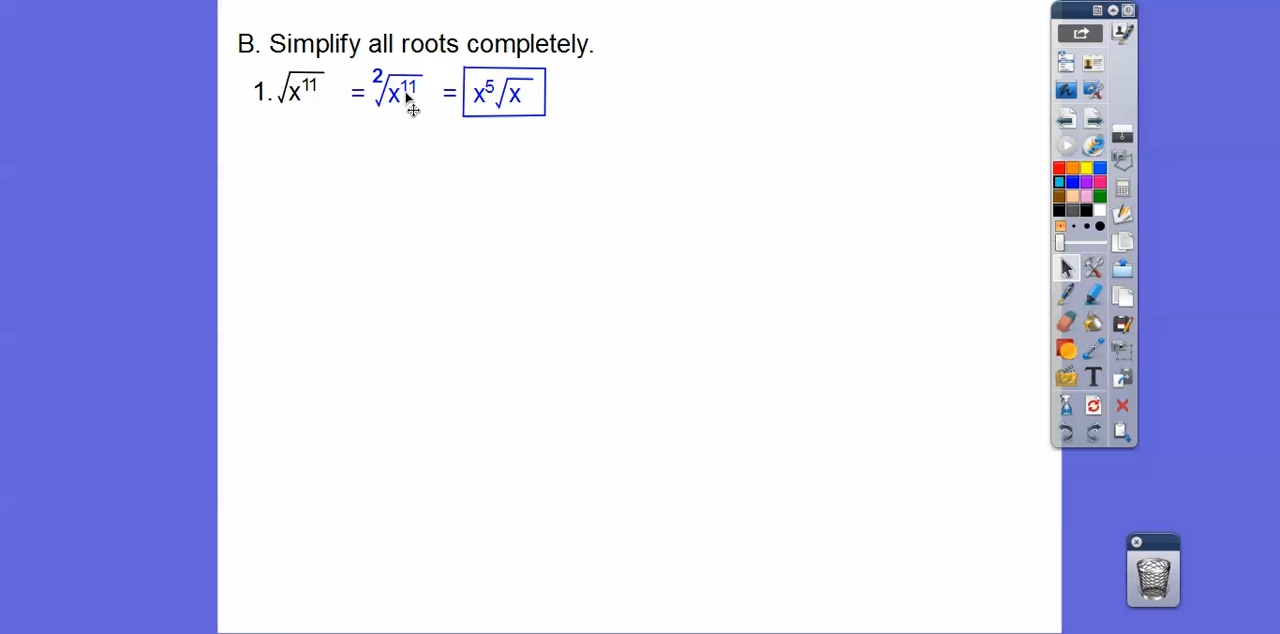 B. Simplify all roots completely.
1. √x¹¹ = ²√x¹¹ = x⁵√x